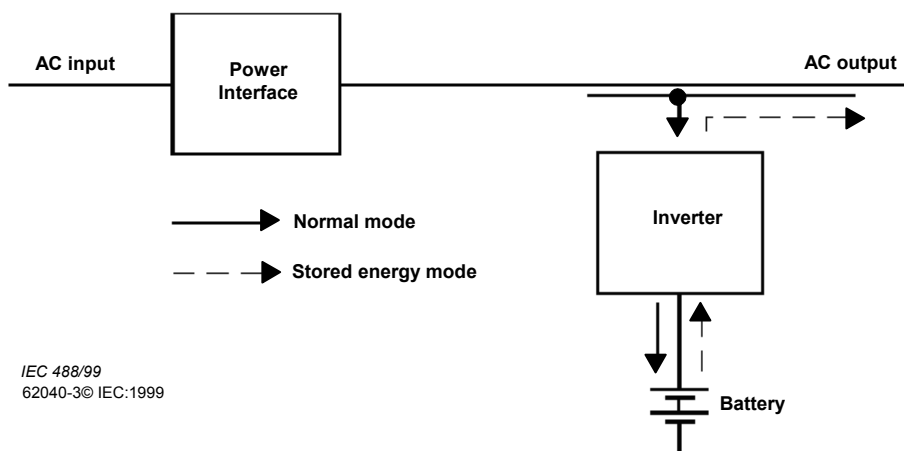 AC input
Power
Interface
AC output
Inverter
Normal mode
Stored energy mode
IEC 488/99
62040-3© IEC:1999
Battery